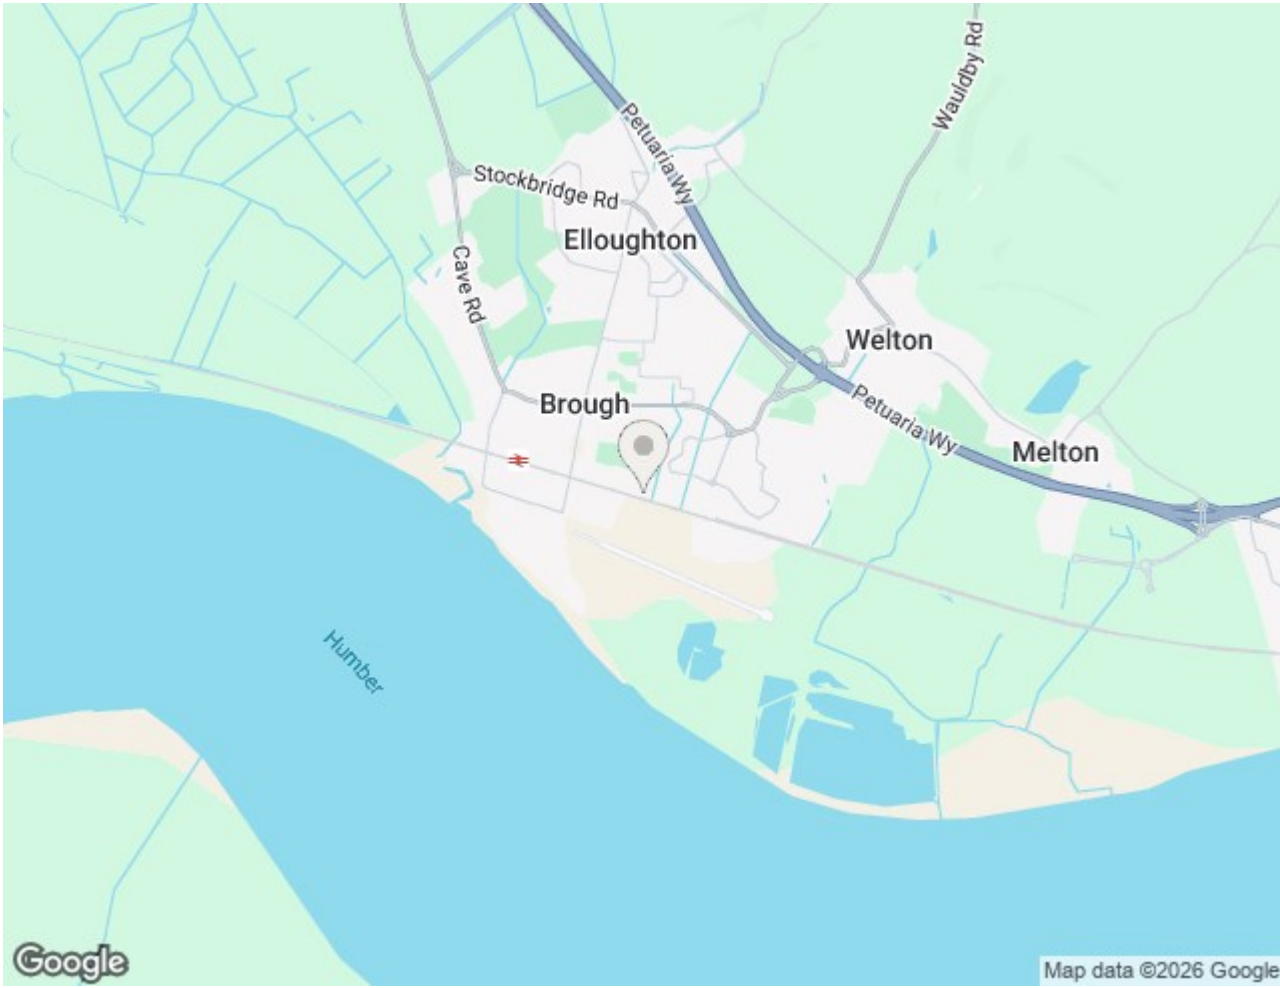 Wauldby Rd
Petuaria Wy
Stockbridge Rd
Elloughton
Cave Rd
Welton
Brough
Petuaria Wy
Melton
Humber
Google
Map data ©2026 Google